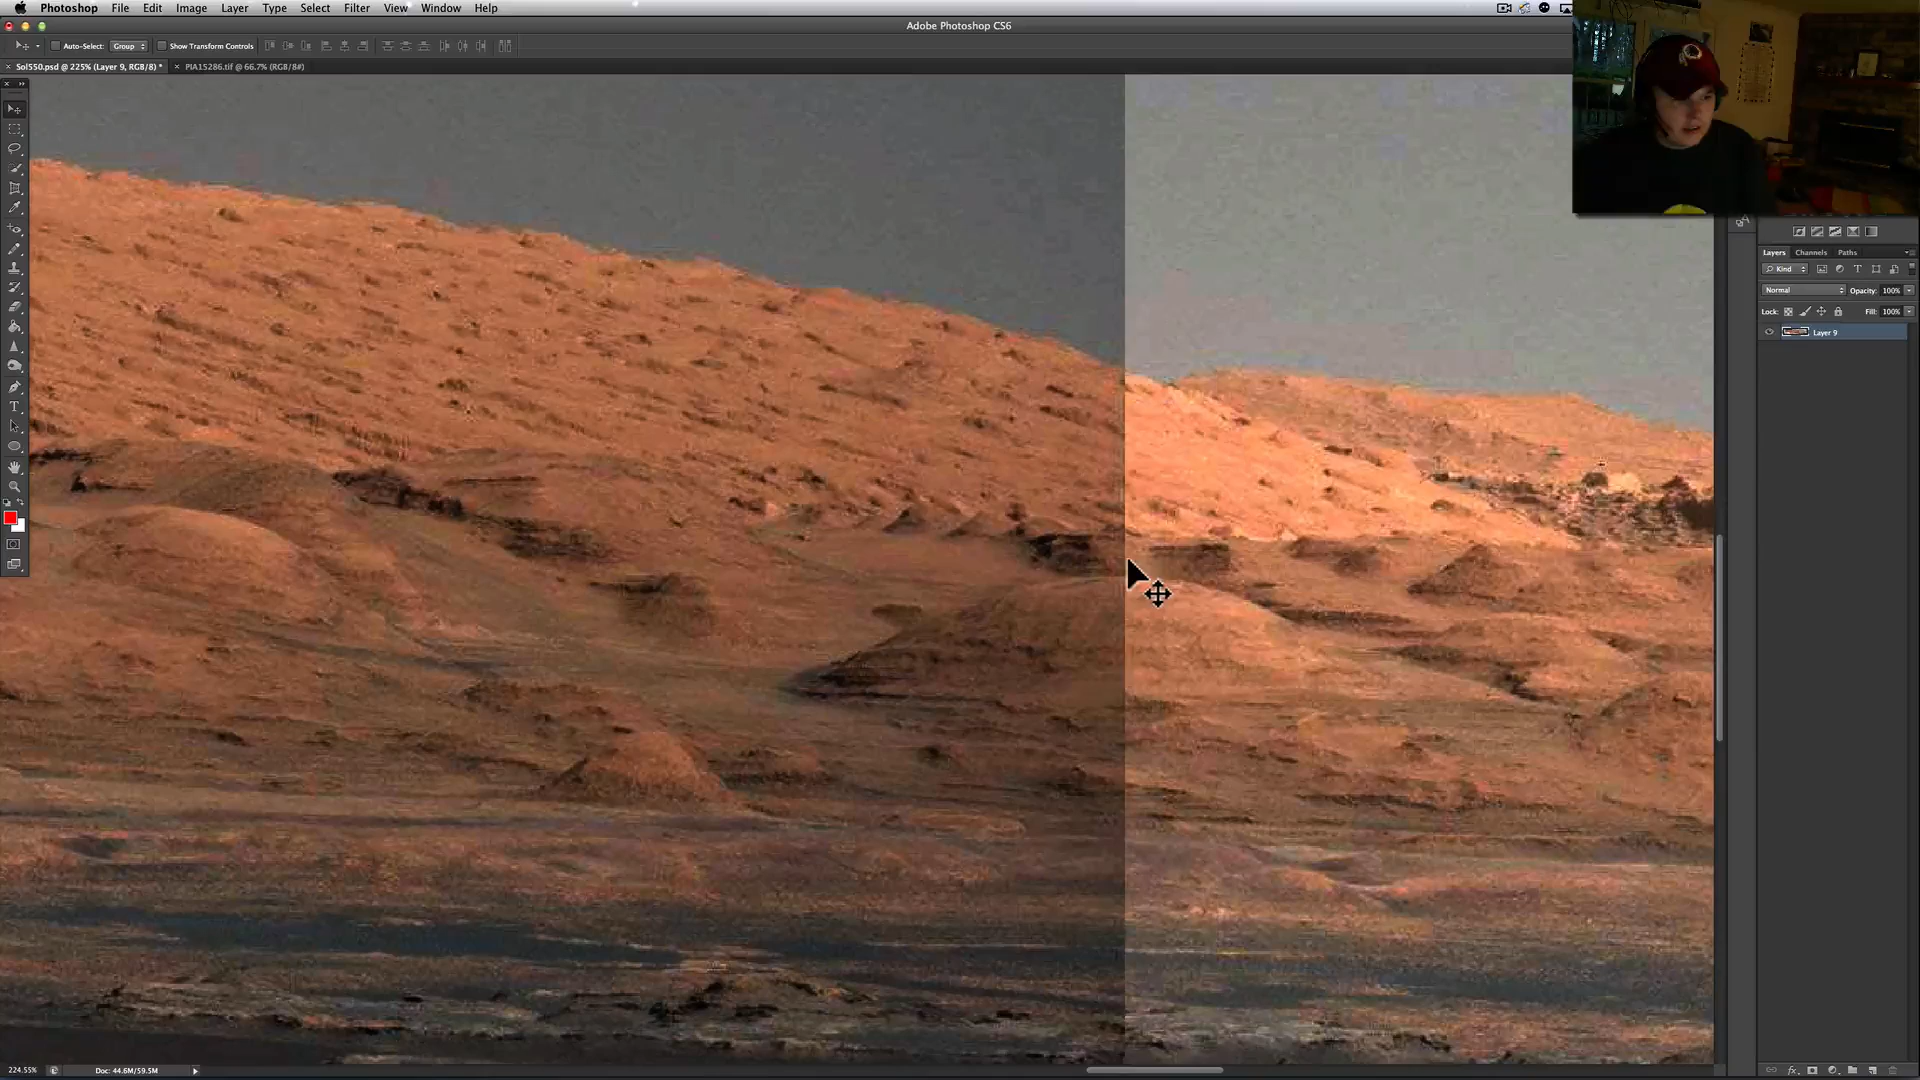 Photoshop File Edit Image Layer Type Select Filter View Window Help
Adobe Photoshop CS6
Auto-Select: Group Show Transform Controls
Sol550.psd @ 225% (Layer 9, RGB/8) * PIA15286.tif @ 66.7% (RGB/8#)
Layers Channels Paths
Kind
Normal Opacity: 100%
Lock: Fill: 100%
Layer 9
224.55% Doc: 44.6M/59.5M